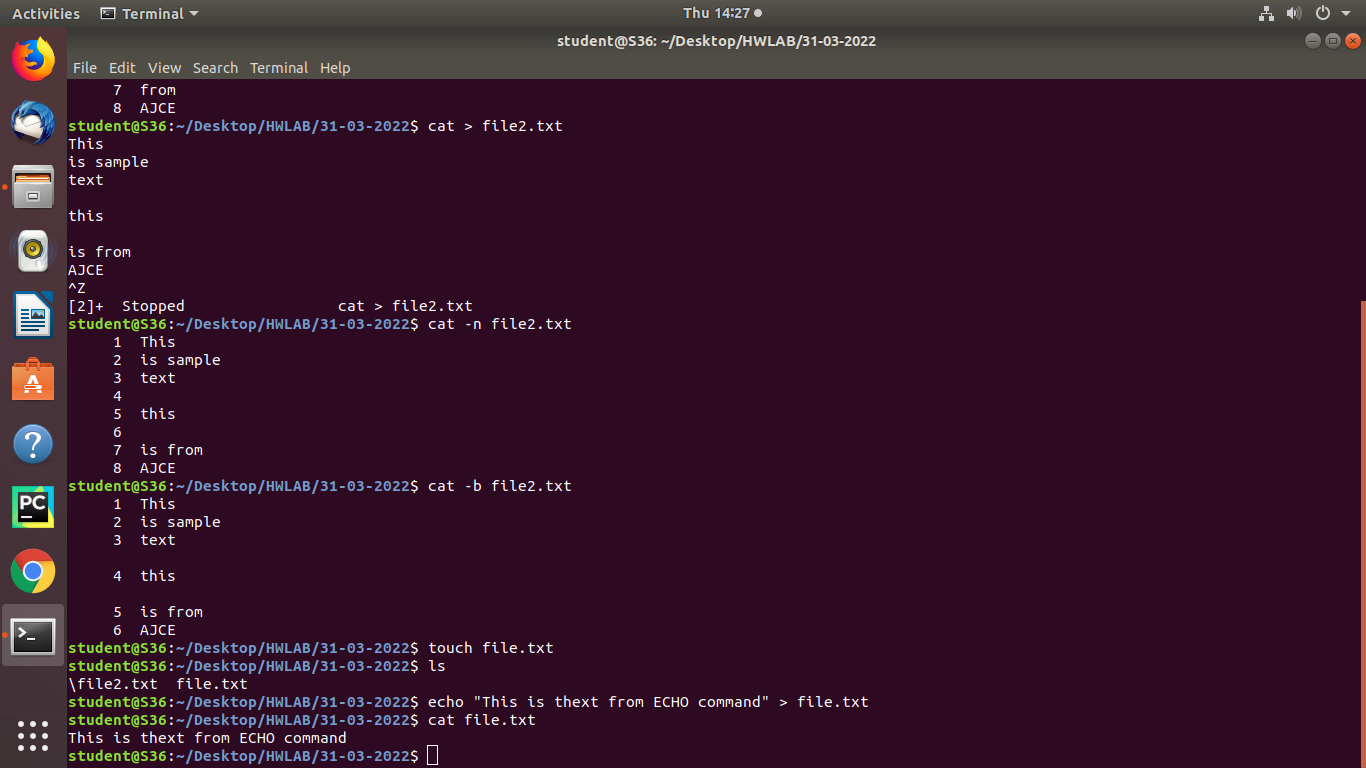 Activities Terminal Thu 14:27
student@S36: ~/Desktop/HWLAB/31-03-2022
File Edit View Search Terminal Help
     7  from
     8  AJCE
student@S36:~/Desktop/HWLAB/31-03-2022$ cat > file2.txt
This
is sample
text

this

is from
AJCE
^Z
[2]+  Stopped                 cat > file2.txt
student@S36:~/Desktop/HWLAB/31-03-2022$ cat -n file2.txt
     1  This
     2  is sample
     3  text
     4
     5  this
     6
     7  is from
     8  AJCE
student@S36:~/Desktop/HWLAB/31-03-2022$ cat -b file2.txt
     1  This
     2  is sample
     3  text

     4  this

     5  is from
     6  AJCE
student@S36:~/Desktop/HWLAB/31-03-2022$ touch file.txt
student@S36:~/Desktop/HWLAB/31-03-2022$ ls
\file2.txt  file.txt
student@S36:~/Desktop/HWLAB/31-03-2022$ echo "This is thext from ECHO command" > file.txt
student@S36:~/Desktop/HWLAB/31-03-2022$ cat file.txt
This is thext from ECHO command
student@S36:~/Desktop/HWLAB/31-03-2022$
A
?
PC
>_